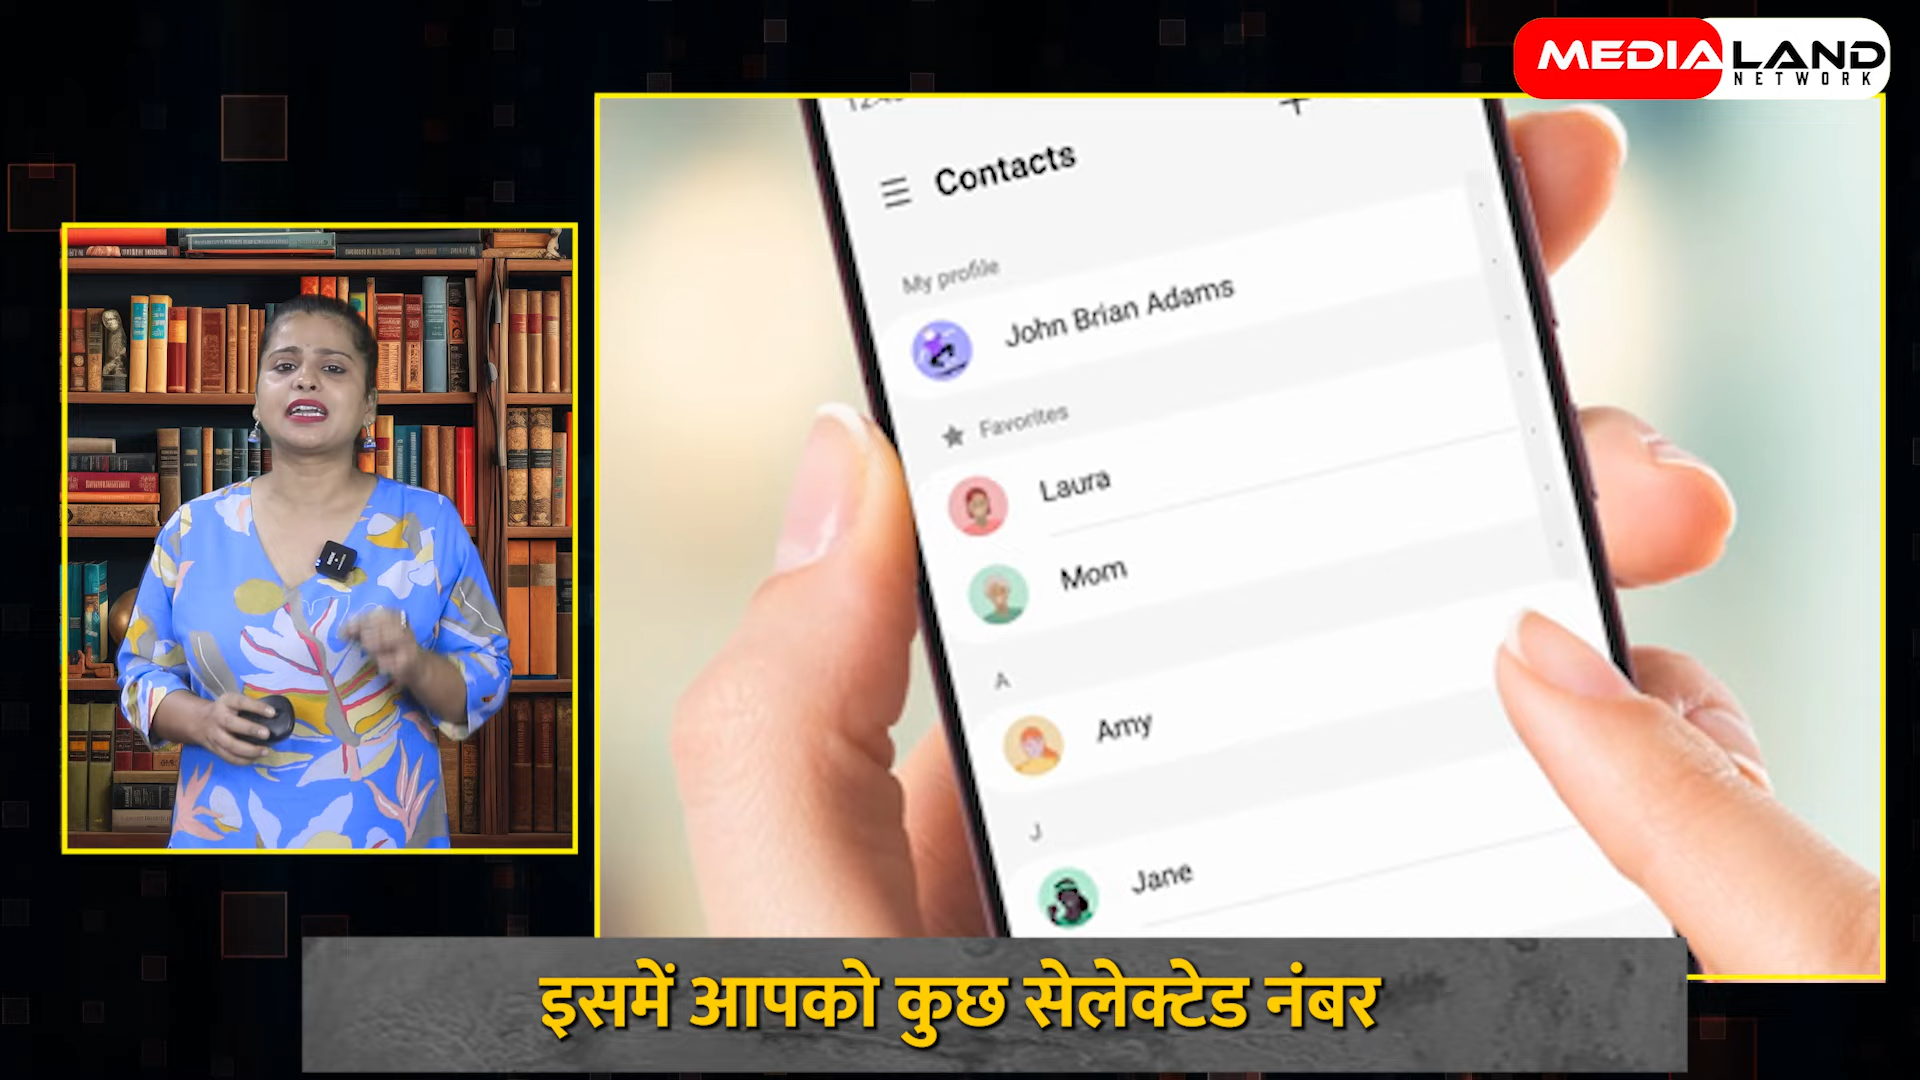 MEDIALAND
NETWORK
Contacts
My profile
John Brian Adams
Favorites
Laura
Mom
A
Amy
J
Jane
इसमें आपको कुछ सेलेक्टेड नंबर